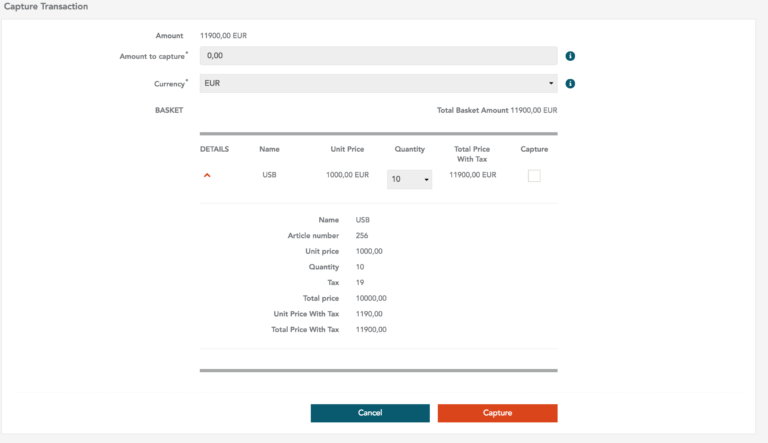 Capture Transaction
Amount 11900,00 EUR
Amount to capture* 0,00
Currency* EUR
BASKET Total Basket Amount 11900,00 EUR
DETAILS Name Unit Price Quantity Total Price With Tax Capture
USB 1000,00 EUR 10 11900,00 EUR
Name USB
Article number 256
Unit price 1000,00
Quantity 10
Tax 19
Total price 10000,00
Unit Price With Tax 1190,00
Total Price With Tax 11900,00
Cancel Capture